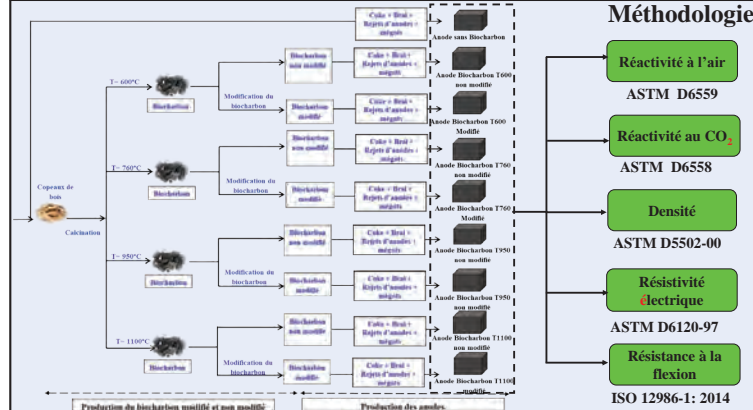 Méthodologie
Coke + Brai +
Rejets d'anodes +
mégots
Anode sans Biocharbon
T= 600°C
Biocharbon
Biocharbon
non modifié
Coke + Brai +
Rejets d'anodes +
mégots
Anode Biocharbon T600
non modifié
Modification du
biocharbon
Biocharbon
modifié
Coke + Brai +
Rejets d'anodes +
mégots
Anode Biocharbon T600
Modifié
T= 760°C
Biocharbon
Biocharbon
non modifié
Coke + Brai +
Rejets d'anodes +
mégots
Anode Biocharbon T760
non modifié
Modification du
biocharbon
Biocharbon
modifié
Coke + Brai +
Rejets d'anodes +
mégots
Anode Biocharbon T760
Modifié
Copeaux de
bois
Calcination
T= 950°C
Biocharbon
Biocharbon
non modifié
Coke + Brai +
Rejets d'anodes +
mégots
Anode Biocharbon T950
non modifié
Modification du
biocharbon
Biocharbon
modifié
Coke + Brai +
Rejets d'anodes +
mégots
Anode Biocharbon T950
non modifié
T= 1100°C
Biocharbon
Biocharbon
non modifié
Coke + Brai +
Rejets d'anodes +
mégots
Anode Biocharbon T1100
non modifié
Modification du
biocharbon
Biocharbon
modifié
Coke + Brai +
Rejets d'anodes +
mégots
Anode Biocharbon T1100
modifié
Production du biocharbon modifié et non modifié
Production des anodes
Réactivité à l'air
ASTM D6559
Réactivité au CO2
ASTM D6558
Densité
ASTM D5502-00
Résistivité
électrique
ASTM D6120-97
Résistance à la
flexion
ISO 12986-1: 2014